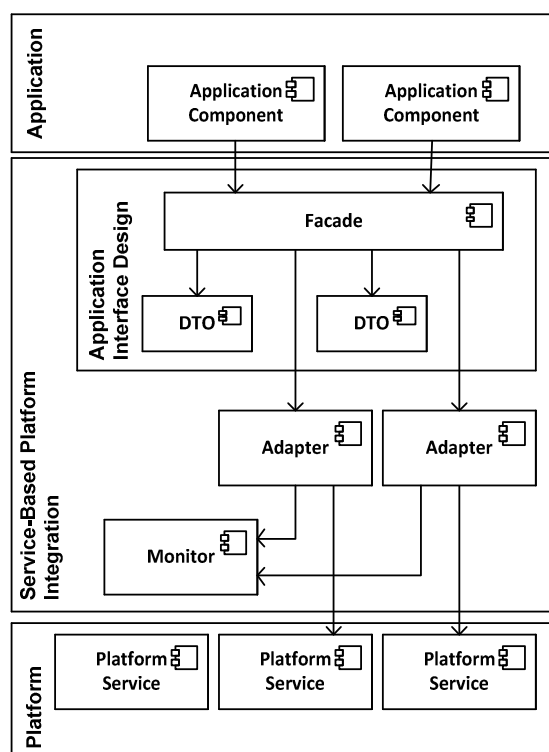 Application
Application
Component
Application
Component
Service-Based Platform
Integration
Application
Interface Design
Facade
DTO
DTO
Adapter
Adapter
Monitor
Platform
Platform
Service
Platform
Service
Platform
Service